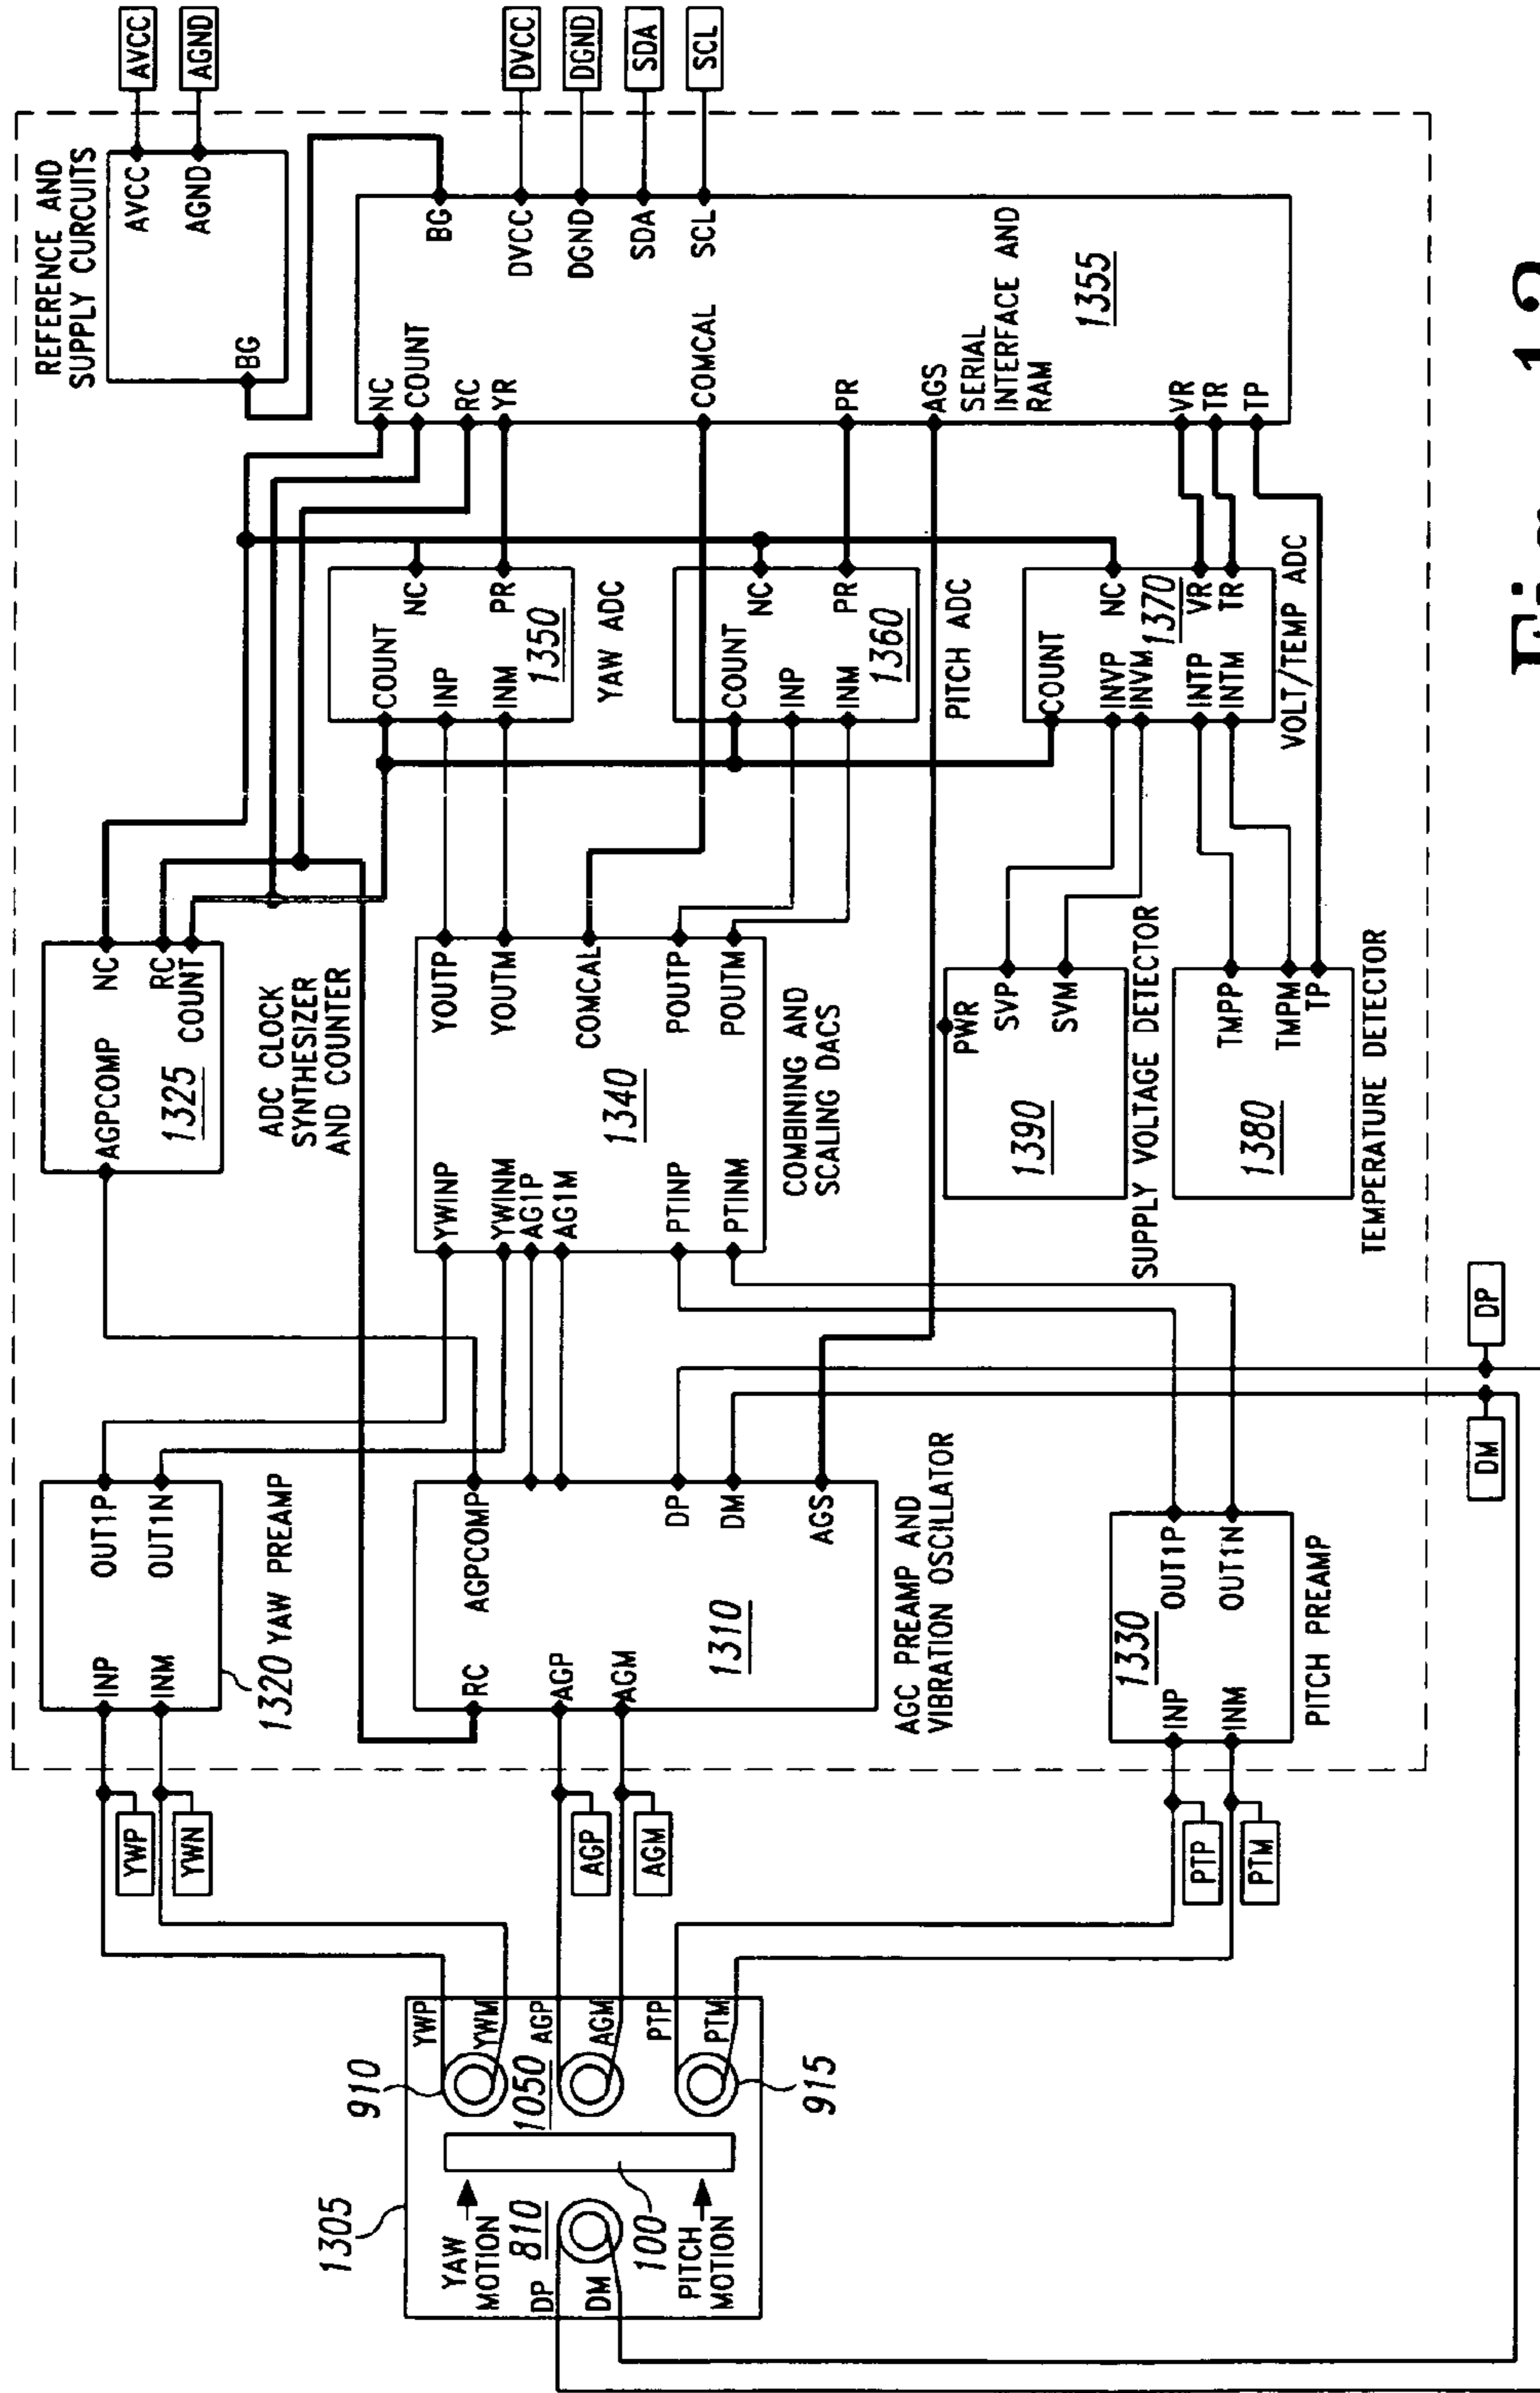 REFERENCE AND
SUPPLY CURCUITS
AVCC
AGND
BG
AVCC
AGND
DVCC
DGND
SDA
SCL
NC
COUNT
RC
YR
COMCAL
PR
AGS
VR
TR
TP
BG
DVCC
DGND
SDA
SCL
SERIAL
INTERFACE AND
RAM
1355
AGPCOMP
1325
NC
RC
COUNT
ADC CLOCK
SYNTHESIZER
AND COUNTER
COUNT
INP
INM
NC
PR
1350
YAW ADC
COUNT
INP
INM
NC
PR
1360
PITCH ADC
COUNT
INVP
INVM
INTP
INTM
NC
1370
VR
TR
VOLT/TEMP ADC
YWINP
YWINM
AG1P
AG1M
PTINP
PTINM
1340
YOUTP
YOUTM
COMCAL
POUTP
POUTM
COMBINING AND
SCALING DACS
PWR
SVP
SVM
1390
SUPPLY VOLTAGE DETECTOR
TMPP
TMPM
TP
1380
TEMPERATURE DETECTOR
INP
INM
OUT1P
OUT1N
1320 YAW PREAMP
RC
AGP
AGM
AGPCOMP
DP
DM
AGS
1310
AGC PREAMP AND
VIBRATION OSCILLATOR
INP
INM
1330
OUT1P
OUT1N
PITCH PREAMP
YWP
YWN
AGP
AGM
PTP
PTM
DM
DP
1305
YAW
MOTION
810
DP
DM
100
PITCH
MOTION
910
1050
915
YWP
YWM
AGP
AGM
PTP
PTM